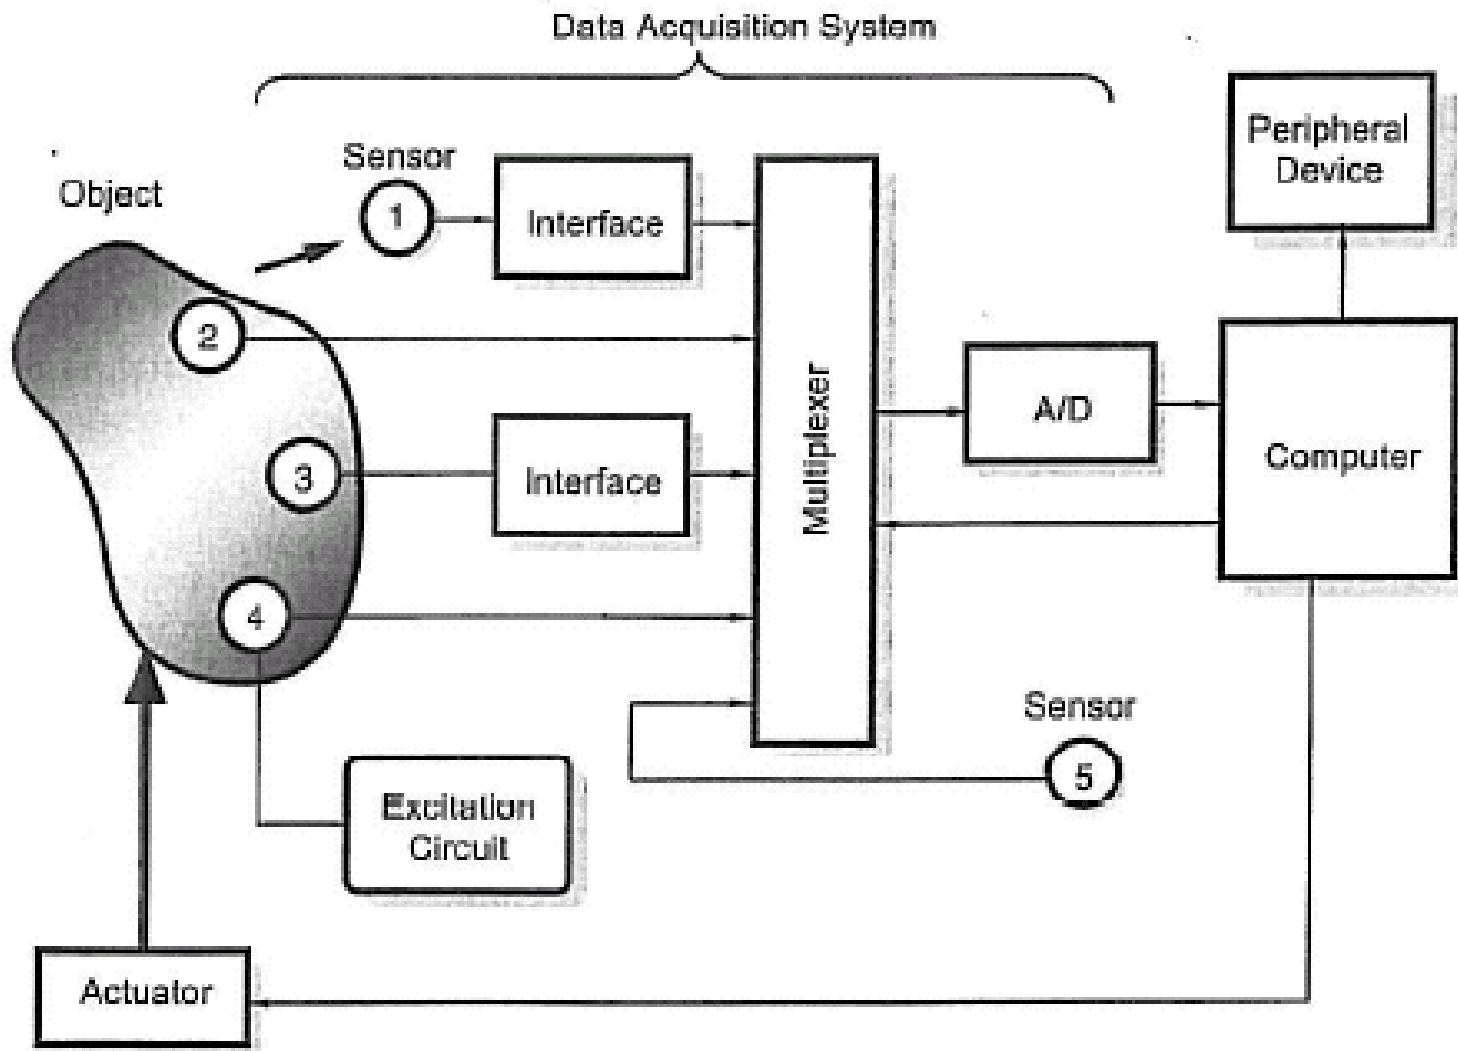 Data Acquisition System
Peripheral
Device
Sensor
Object
1
Interface
2
Multiplexer
A/D
Computer
3
Interface
4
Sensor
5
Excitation
Circuit
Actuator